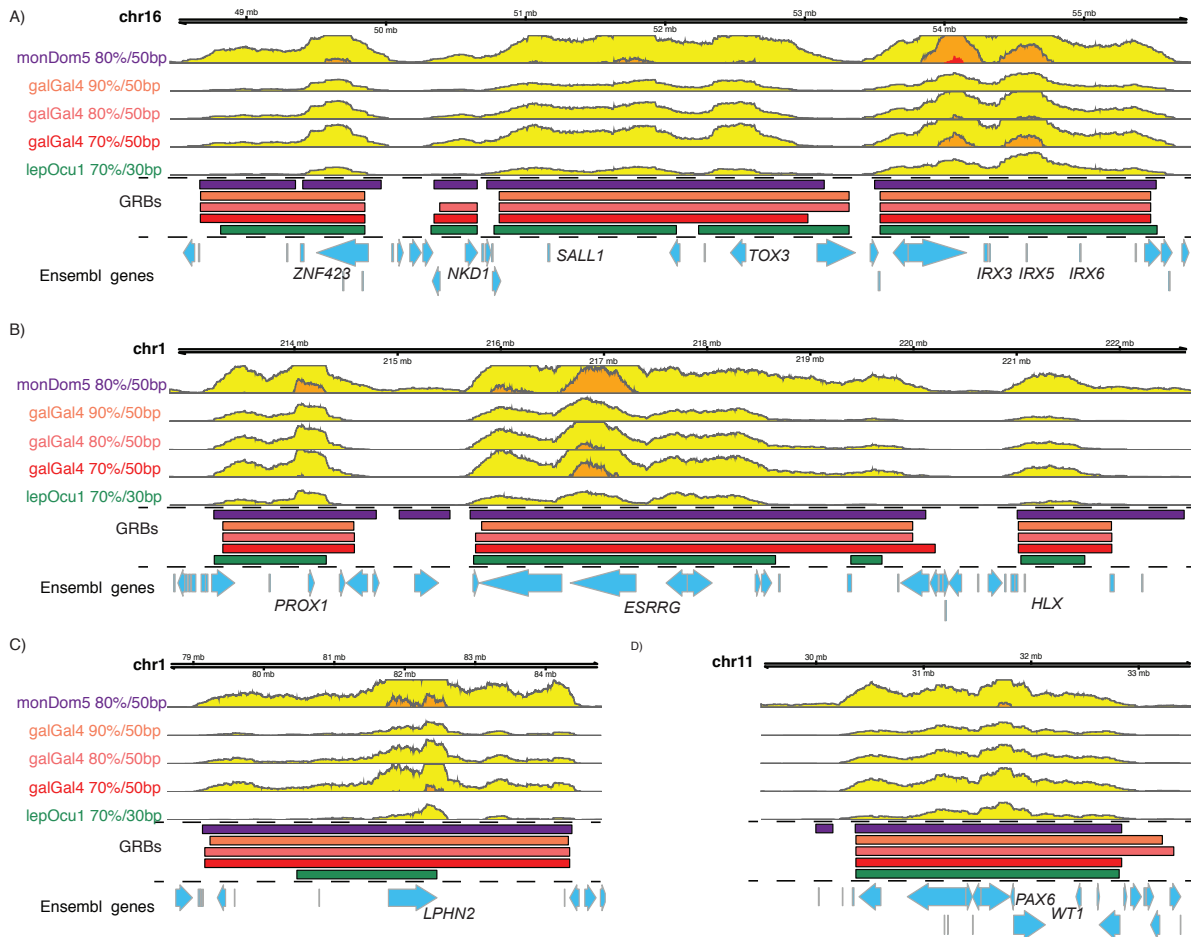 A)
chr16
49 mb 51 mb 53 mb 55 mb
50 mb 52 mb 54 mb
monDom5 80%/50bp
galGal4 90%/50bp
galGal4 80%/50bp
galGal4 70%/50bp
lepOcu1 70%/30bp
GRBs
Ensembl genes
ZNF423 NKD1 SALL1 TOX3 IRX3 IRX5 IRX6
B)
chr1
214 mb 216 mb 218 mb 220 mb 222 mb
215 mb 217 mb 219 mb 221 mb
monDom5 80%/50bp
galGal4 90%/50bp
galGal4 80%/50bp
galGal4 70%/50bp
lepOcu1 70%/30bp
GRBs
Ensembl genes
PROX1 ESRRG HLX
C)
chr1
79 mb 81 mb 83 mb
80 mb 82 mb 84 mb
monDom5 80%/50bp
galGal4 90%/50bp
galGal4 80%/50bp
galGal4 70%/50bp
lepOcu1 70%/30bp
GRBs
Ensembl genes
LPHN2
D)
chr11
30 mb 32 mb
31 mb 33 mb
PAX6
WT1